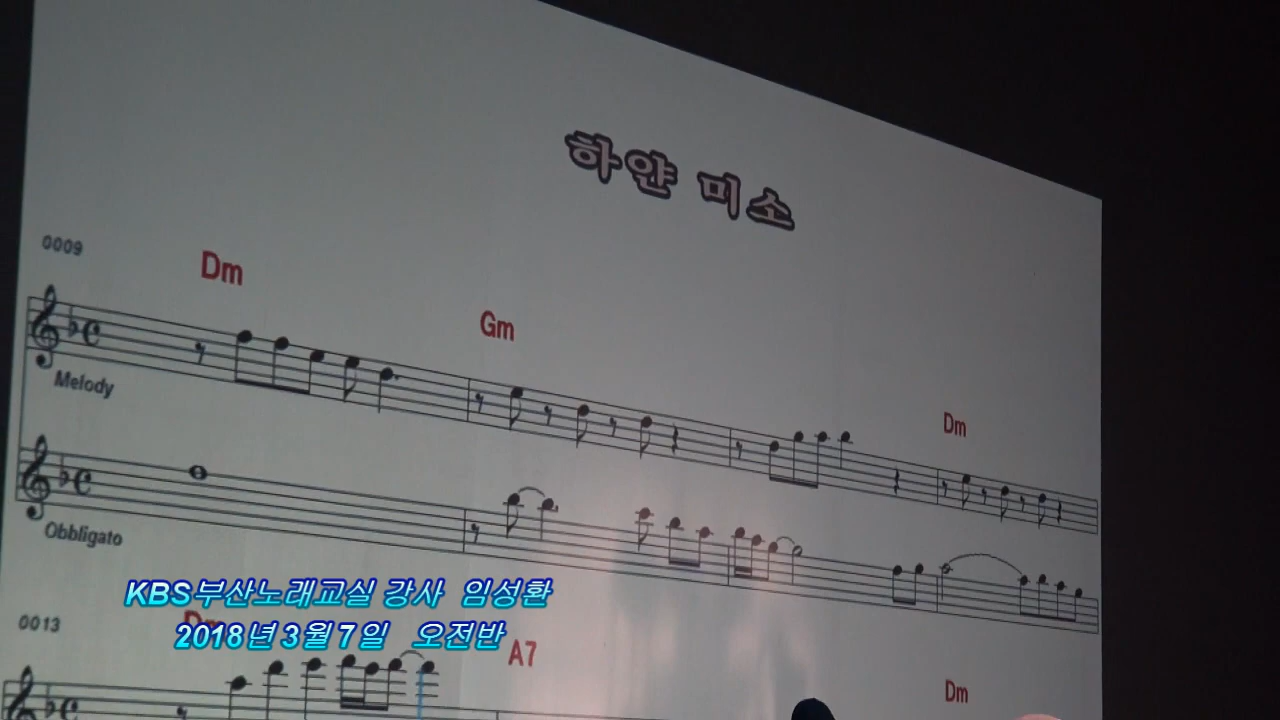 하얀 미소
0009
Dm
Gm
Dm
Melody
Obbligato
KBS부산노래교실 강사 임성환
0013
Dm
2018년 3월 7일 오전반
A7
Dm